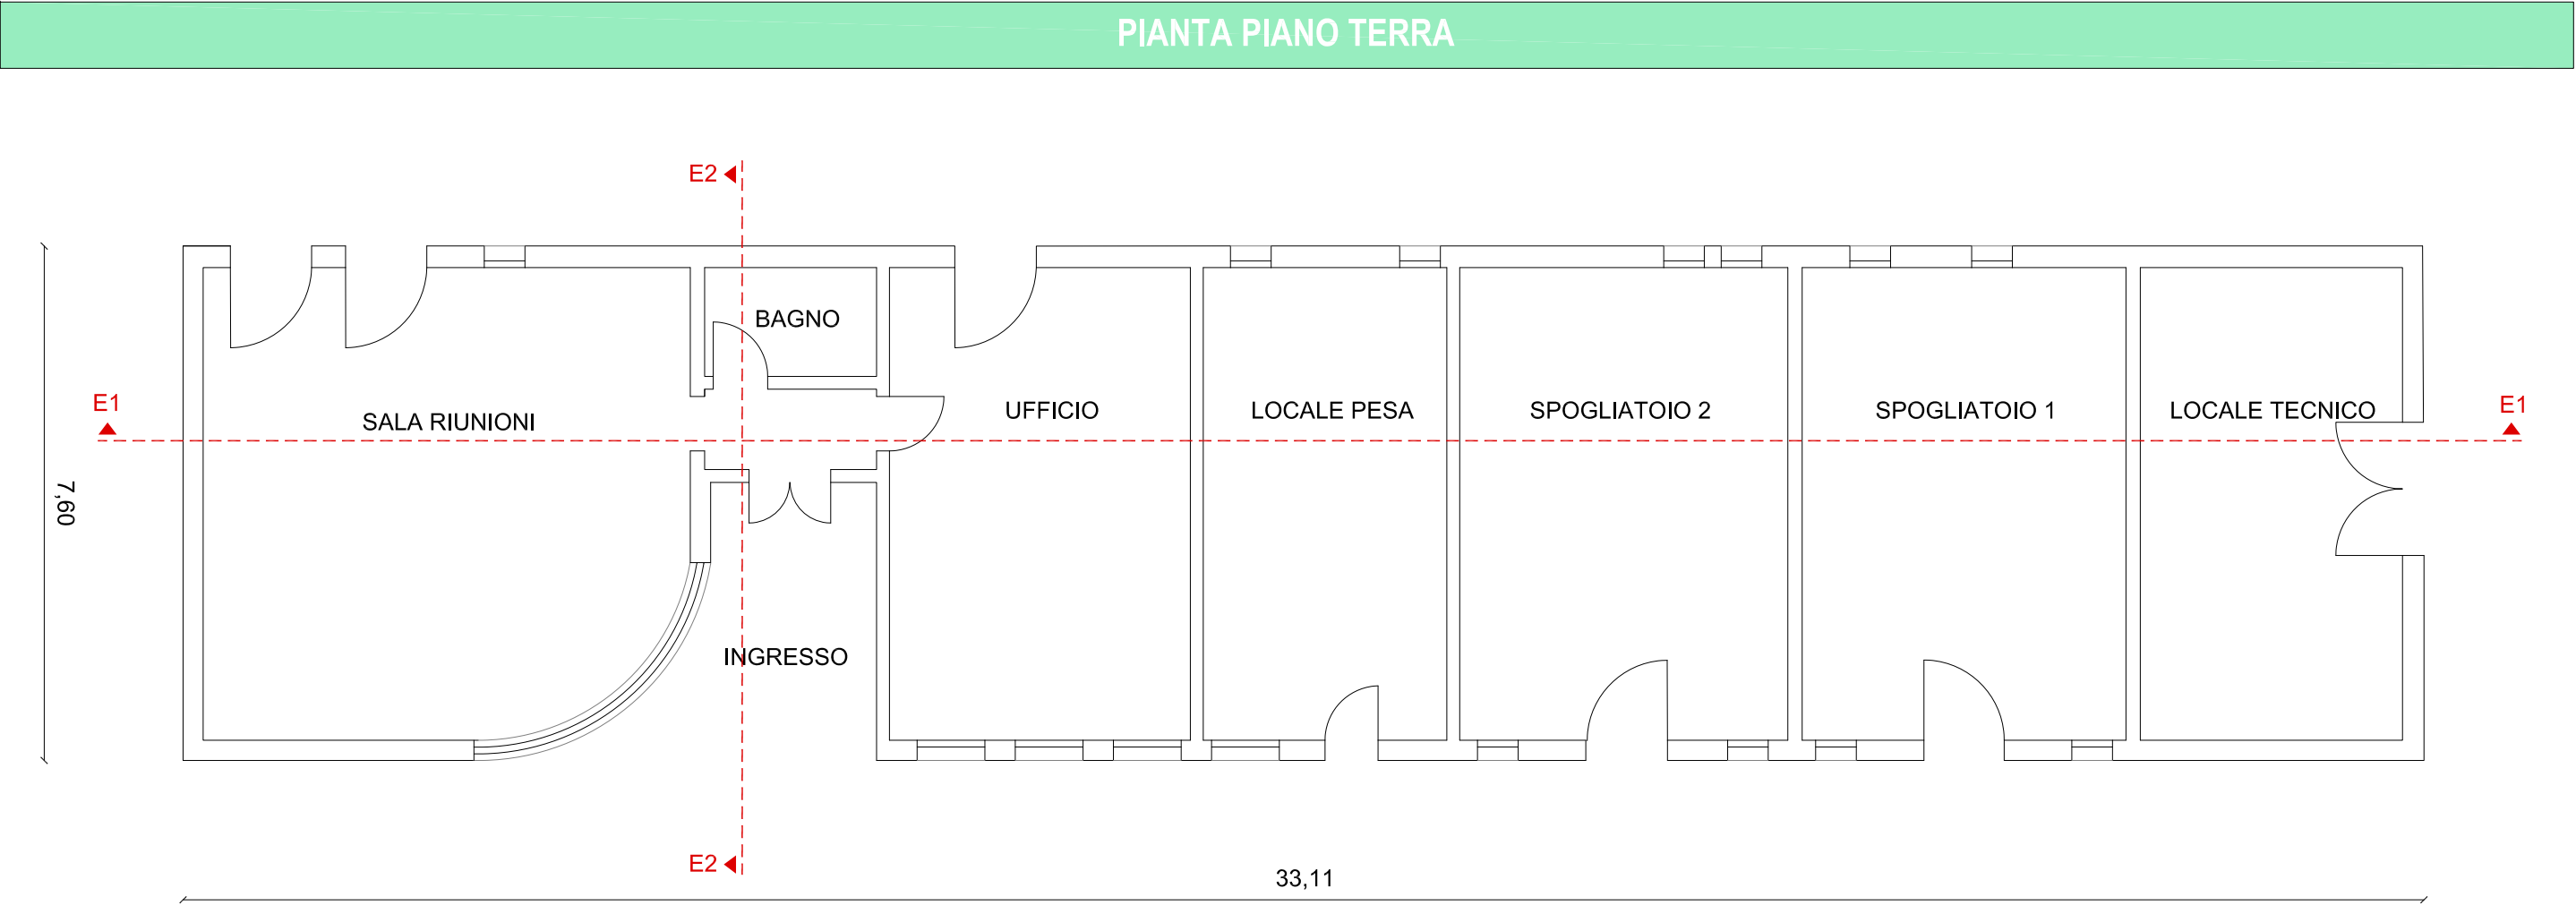 PIANTA PIANO TERRA
E2
BAGNO
E1
SALA RIUNIONI
UFFICIO
LOCALE PESA
SPOGLIATOIO 2
SPOGLIATOIO 1
LOCALE TECNICO
E1
7,60
INGRESSO
E2
33,11